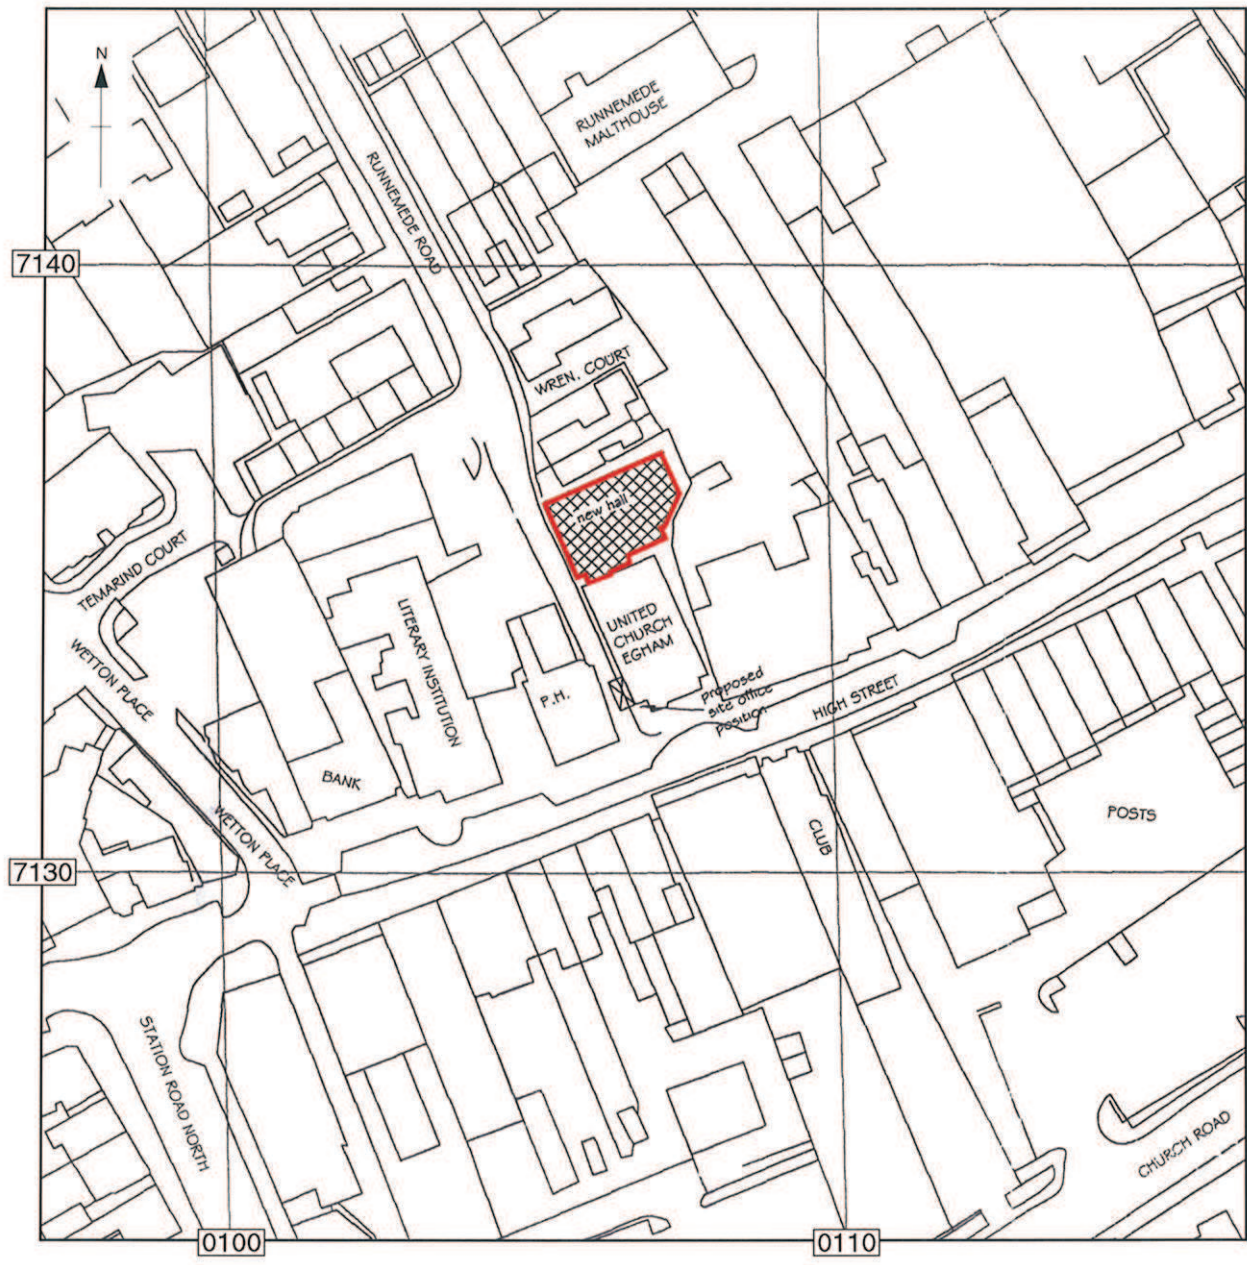 N
RUNNEMEDE
MALTHOUSE
RUNNEMEDE ROAD
7140
WREN. COURT
new hall
TEMARIND COURT
UNITED
CHURCH
EGHAM
LITERARY INSTITUTION
WETTON PLACE
P.H.
Proposed
site office
position
HIGH STREET
BANK
WETTON PLACE
CLUB
POSTS
7130
STATION ROAD NORTH
CHURCH ROAD
0100
0110